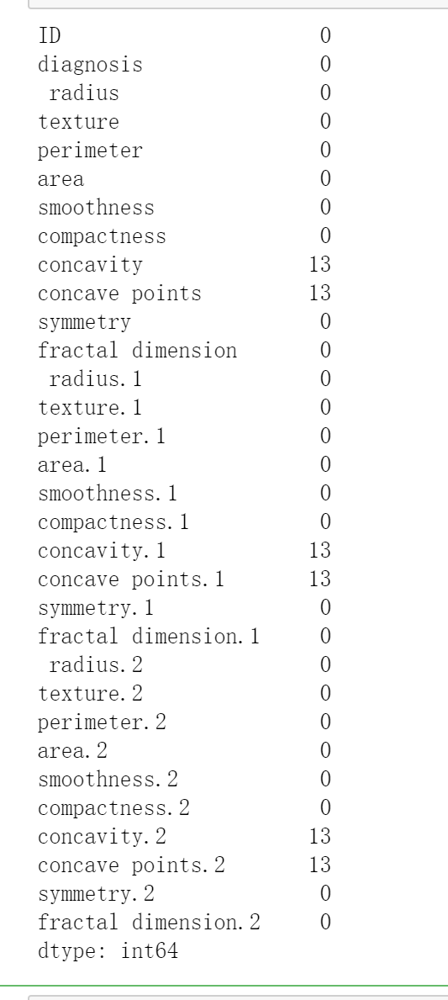 ID 0
diagnosis 0
 radius 0
texture 0
perimeter 0
area 0
smoothness 0
compactness 0
concavity 13
concave points 13
symmetry 0
fractal dimension 0
 radius.1 0
texture.1 0
perimeter.1 0
area.1 0
smoothness.1 0
compactness.1 0
concavity.1 13
concave points.1 13
symmetry.1 0
fractal dimension.1 0
 radius.2 0
texture.2 0
perimeter.2 0
area.2 0
smoothness.2 0
compactness.2 0
concavity.2 13
concave points.2 13
symmetry.2 0
fractal dimension.2 0
dtype: int64